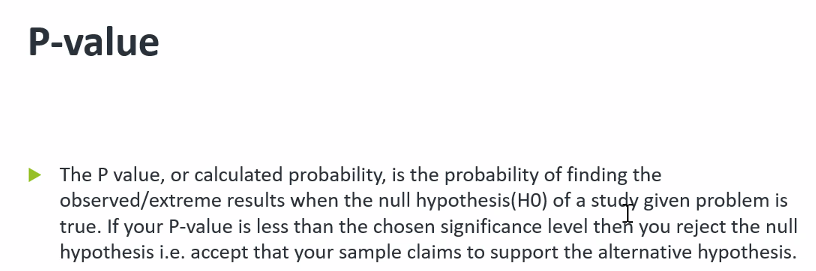 P-value
The P value, or calculated probability, is the probability of finding the
observed/extreme results when the null hypothesis(H0) of a study given problem is
true. If your P-value is less than the chosen significance level then you reject the null
hypothesis i.e. accept that your sample claims to support the alternative hypothesis.